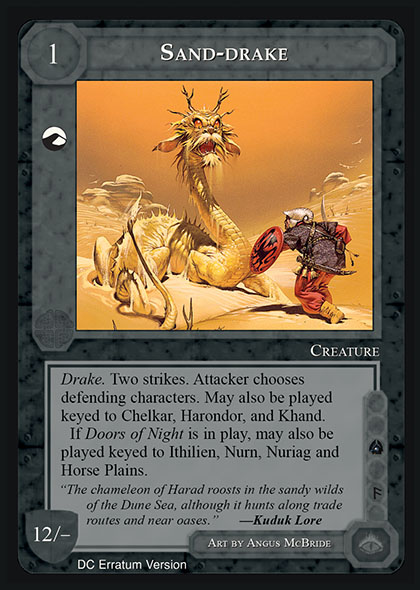 1
SAND-DRAKE
CREATURE
Drake. Two strikes. Attacker chooses
defending characters. May also be played
keyed to Chelkar, Harondor, and Khand.
If Doors of Night is in play, may also be
played keyed to Ithilien, Nurn, Nuriag and
Horse Plains.
“The chameleon of Harad roosts in the sandy wilds
of the Dune Sea, although it hunts along trade
routes and near oases.” —Kuduk Lore
12/–
ART BY ANGUS MCBRIDE
DC Erratum Version